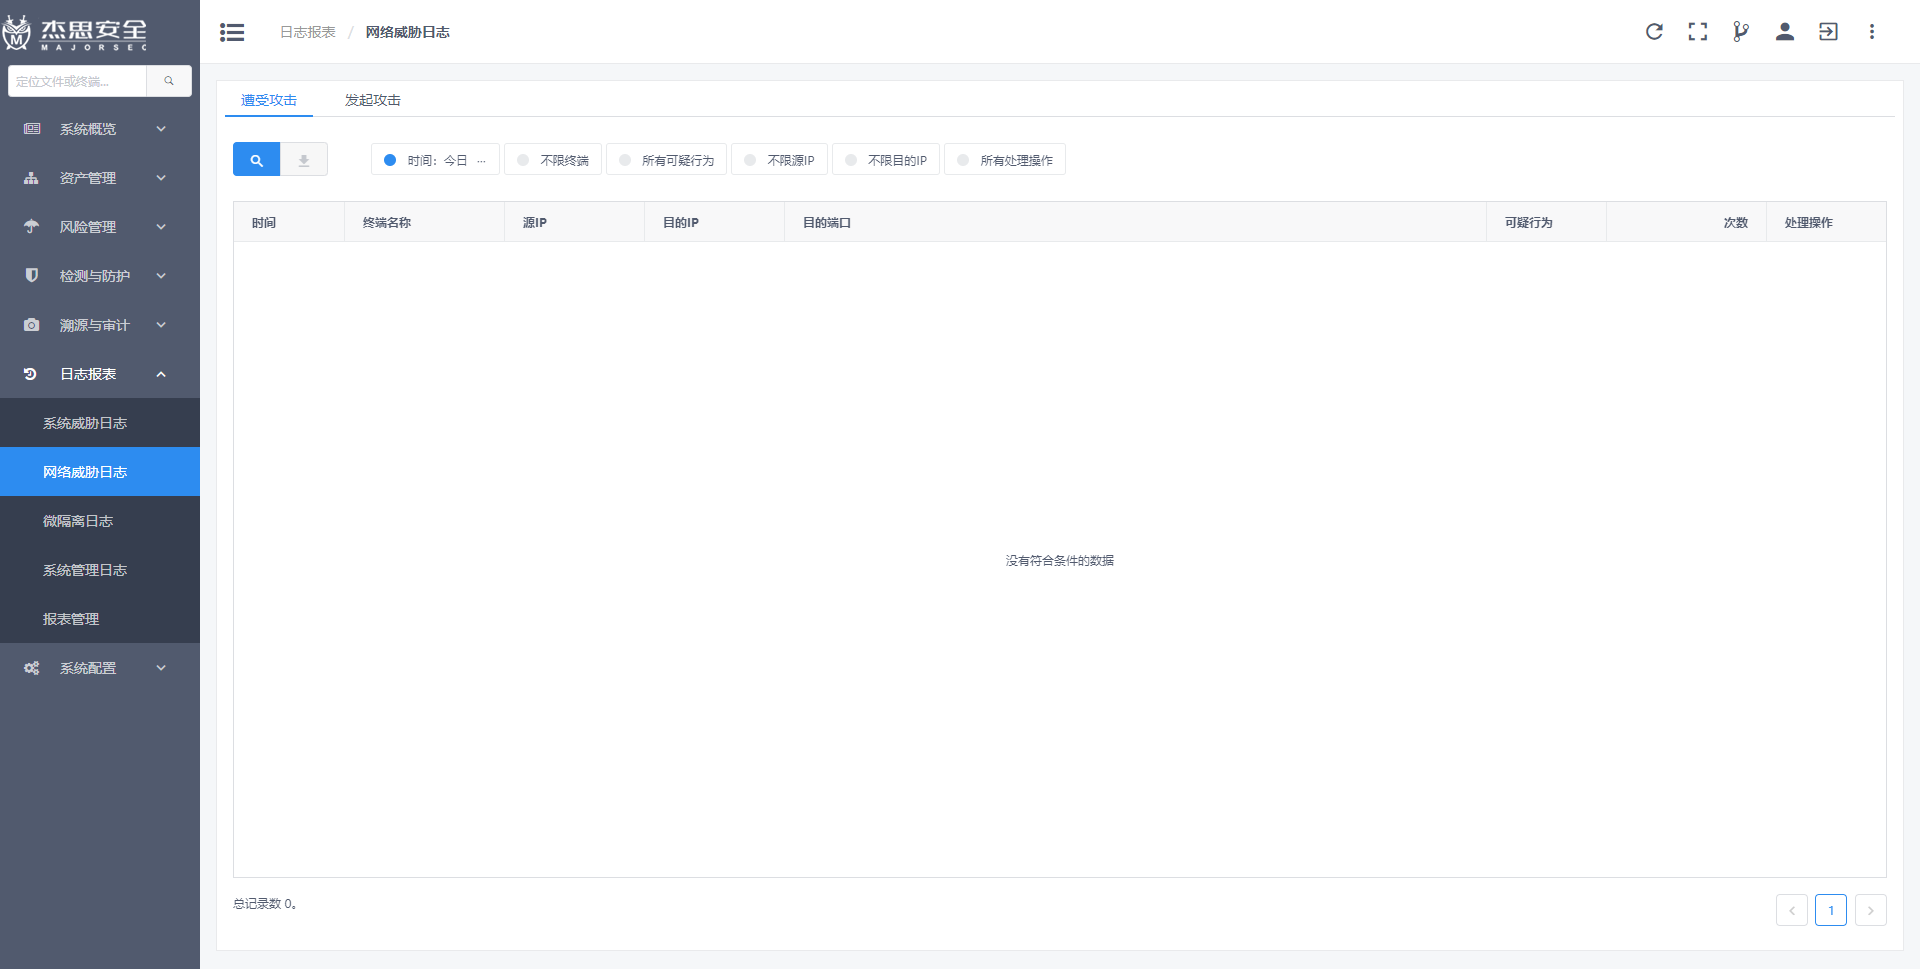 杰思安全
MAJORSEC
定位文件或终端...
系统概览
资产管理
风险管理
检测与防护
溯源与审计
日志报表
系统威胁日志
网络威胁日志
微隔离日志
系统管理日志
报表管理
系统配置
日志报表 / 网络威胁日志
遭受攻击 发起攻击
时间：今日 ... 不限终端 所有可疑行为 不限源IP 不限目的IP 所有处理操作
时间 终端名称 源IP 目的IP 目的端口 可疑行为 次数 处理操作
没有符合条件的数据
总记录数 0。
1